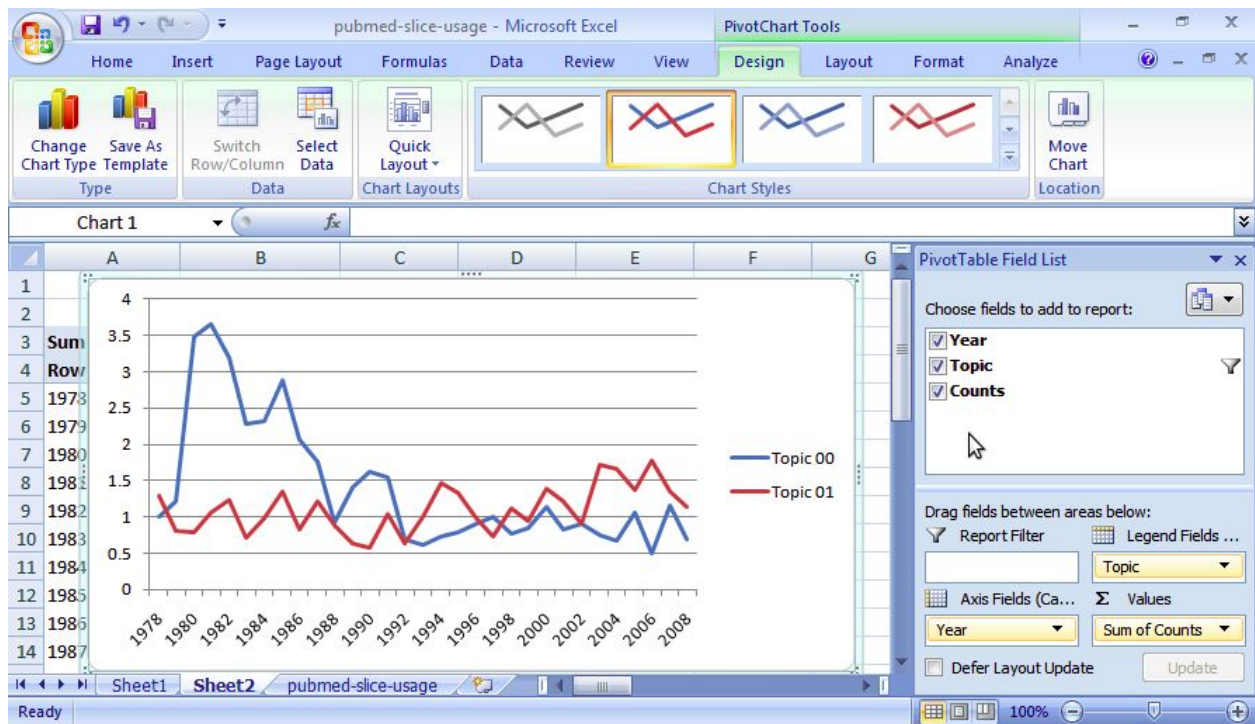 pubmed-slice-usage - Microsoft Excel
PivotChart Tools
Home Insert Page Layout Formulas Data Review View Design Layout Format Analyze
Change Chart Type
Save As Template
Type
Switch Row/Column
Select Data
Data
Quick Layout
Chart Layouts
Chart Styles
Move Chart
Location
Chart 1
fx
A B C D E F G
1
2
3 Sum
4 Row
5 1978
6 1979
7 1980
8 1981
9 1982
10 1983
11 1984
12 1985
13 1986
14 1987
4
3.5
3
2.5
2
1.5
1
0.5
0
1978 1980 1982 1984 1986 1988 1990 1992 1994 1996 1998 2000 2002 2004 2006 2008
Topic 00
Topic 01
PivotTable Field List
Choose fields to add to report:
Year
Topic
Counts
Drag fields between areas below:
Report Filter
Legend Fields ...
Topic
Axis Fields (Ca...
Σ Values
Year
Sum of Counts
Defer Layout Update
Update
Sheet1 Sheet2 pubmed-slice-usage
Ready
100%